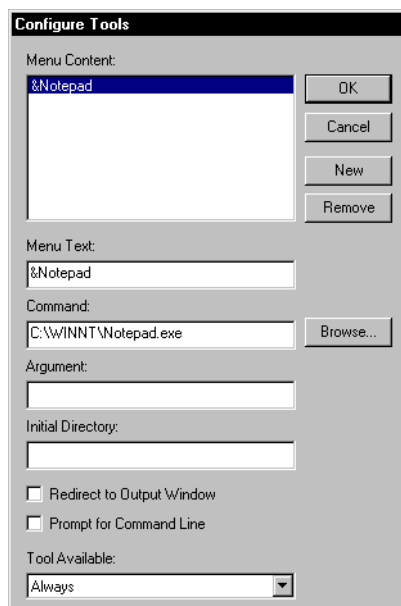 Configure Tools
Menu Content:
&Notepad
OK
Cancel
New
Remove
Menu Text:
&Notepad
Command:
C:\WINNT\Notepad.exe
Browse...
Argument:
Initial Directory:
Redirect to Output Window
Prompt for Command Line
Tool Available:
Always